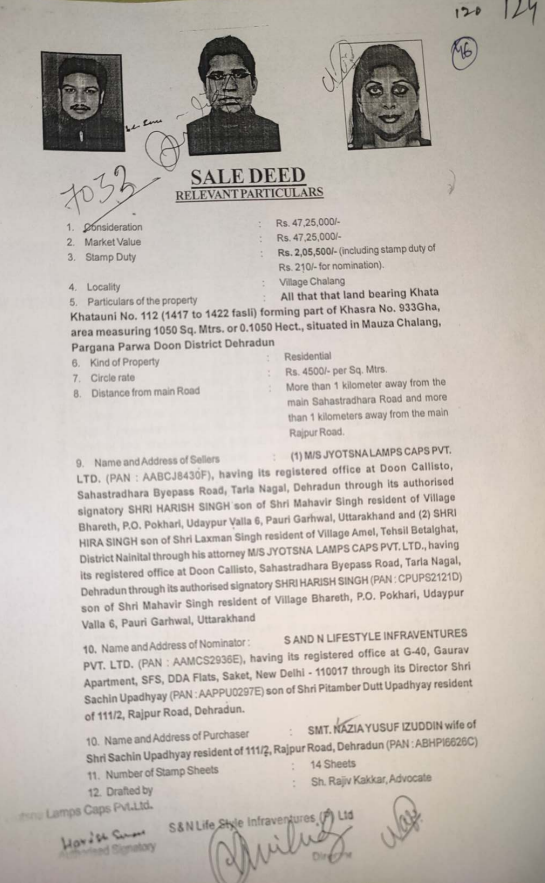 120 124
46
7033
SALE DEED
RELEVANT PARTICULARS
1. Consideration : Rs. 47,25,000/-
2. Market Value : Rs. 47,25,000/-
3. Stamp Duty : Rs. 2,05,500/- (including stamp duty of
Rs. 210/- for nomination).
4. Locality : Village Chalang
5. Particulars of the property : All that that land bearing Khata
Khatauni No. 112 (1417 to 1422 fasli) forming part of Khasra No. 933Gha,
area measuring 1050 Sq. Mtrs. or 0.1050 Hect., situated in Mauza Chalang,
Pargana Parwa Doon District Dehradun
6. Kind of Property : Residential
7. Circle rate : Rs. 4500/- per Sq. Mtrs.
8. Distance from main Road : More than 1 kilometer away from the
main Sahastradhara Road and more
than 1 kilometers away from the main
Rajpur Road.
9. Name and Address of Sellers : (1) M/S JYOTSNA LAMPS CAPS PVT.
LTD. (PAN : AABCJ8430F), having its registered office at Doon Callisto,
Sahastradhara Byepass Road, Tarla Nagal, Dehradun through its authorised
signatory SHRI HARISH SINGH son of Shri Mahavir Singh resident of Village
Bhareth, P.O. Pokhari, Udaypur Valla 6, Pauri Garhwal, Uttarakhand and (2) SHRI
HIRA SINGH son of Shri Laxman Singh resident of Village Amel, Tehsil Betalghat,
District Nainital through his attorney M/S JYOTSNA LAMPS CAPS PVT. LTD., having
its registered office at Doon Callisto, Sahastradhara Byepass Road, Tarla Nagal,
Dehradun through its authorised signatory SHRI HARISH SINGH (PAN : CPUPS2121D)
son of Shri Mahavir Singh resident of Village Bhareth, P.O. Pokhari, Udaypur
Valla 6, Pauri Garhwal, Uttarakhand
10. Name and Address of Nominator : S AND N LIFESTYLE INFRAVENTURES
PVT. LTD. (PAN : AAMCS2936E), having its registered office at G-40, Gaurav
Apartment, SFS, DDA Flats, Saket, New Delhi - 110017 through its Director Shri
Sachin Upadhyay (PAN : AAPPU0297E) son of Shri Pitamber Dutt Upadhyay resident
of 111/2, Rajpur Road, Dehradun.
10. Name and Address of Purchaser : SMT. NAZIA YUSUF IZUDDIN wife of
Shri Sachin Upadhyay resident of 111/2, Rajpur Road, Dehradun (PAN : ABHPI6626C)
11. Number of Stamp Sheets : 14 Sheets
12. Drafted by : Sh. Rajiv Kakkar, Advocate
Lamps Caps Pvt.Ltd.
S&N Life Style Infraventures (P) Ltd
Authorised Signatory
Director